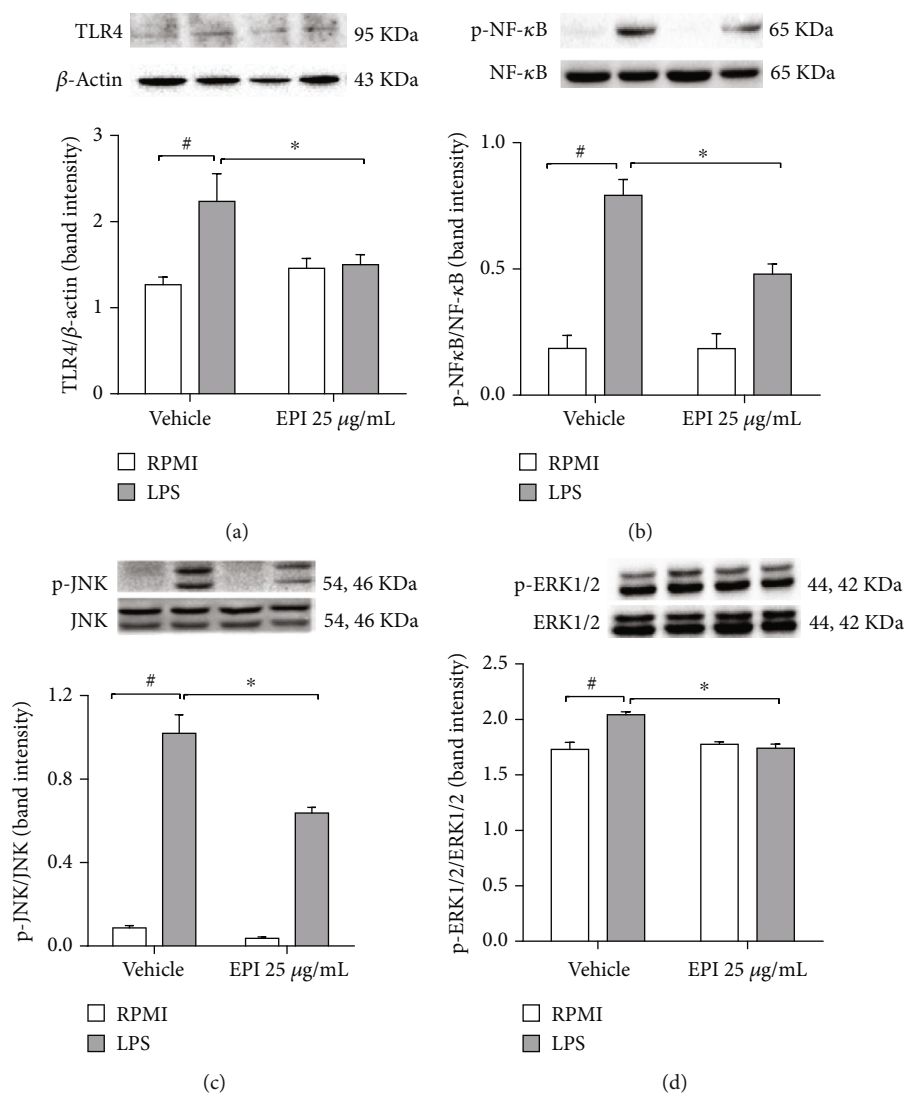 TLR4 95 KDa
β-Actin 43 KDa
TLR4/β-actin (band intensity)
3
2
1
0
#
*
Vehicle EPI 25 μg/mL
RPMI
LPS
(a)
p-NF-κB 65 KDa
NF-κB 65 KDa
p-NFκB/NF-κB (band intensity)
1.0
0.5
0.0
#
*
Vehicle EPI 25 μg/mL
RPMI
LPS
(b)
p-JNK 54, 46 KDa
JNK 54, 46 KDa
p-JNK/JNK (band intensity)
1.2
0.8
0.4
0.0
#
*
Vehicle EPI 25 μg/mL
RPMI
LPS
(c)
p-ERK1/2 44, 42 KDa
ERK1/2 44, 42 KDa
p-ERK1/2/ERK1/2 (band intensity)
2.5
2.0
1.5
1.0
0.5
0.0
#
*
Vehicle EPI 25 μg/mL
RPMI
LPS
(d)